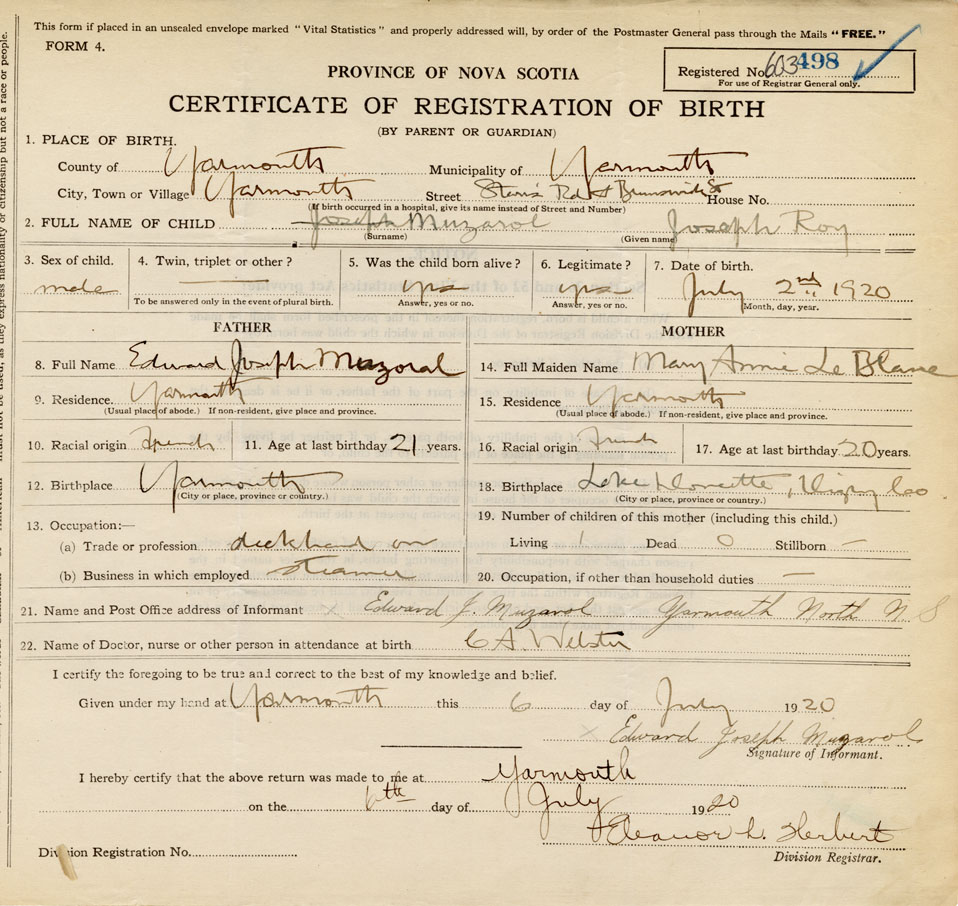 This form if placed in an unsealed envelope marked "Vital Statistics" and properly addressed will, by order of the Postmaster General pass through the Mails "FREE."
FORM 4.
Registered No. 603 498
For use of Registrar General only.
PROVINCE OF NOVA SCOTIA
CERTIFICATE OF REGISTRATION OF BIRTH
(BY PARENT OR GUARDIAN)
1. PLACE OF BIRTH.
County of Yarmouth Municipality of Yarmouth
City, Town or Village Yarmouth Street Starrs Rd & Brunswick St House No.
(If birth occurred in a hospital, give its name instead of Street and Number)
2. FULL NAME OF CHILD Joseph Muzarol Joseph Roy
(Surname) (Given name)
3. Sex of child. 4. Twin, triplet or other? 5. Was the child born alive? 6. Legitimate? 7. Date of birth.
male — yes yes July 2nd 1920
To be answered only in the event of plural birth. Answer, yes or no. Answer, yes or no. Month, day, year.
FATHER
8. Full Name Edward Joseph Muzoral
9. Residence. Yarmouth
(Usual place of abode.) If non-resident, give place and province.
10. Racial origin French 11. Age at last birthday 21 years.
12. Birthplace Yarmouth
(City or place, province or country.)
13. Occupation:—
(a) Trade or profession deckhand on
(b) Business in which employed steamer
MOTHER
14. Full Maiden Name Mary Annie Le Blanc
15. Residence Yarmouth
(Usual place of abode.) If non-resident, give place and province.
16. Racial origin French 17. Age at last birthday 20 years.
18. Birthplace Lake Doucette, Digby Co.
(City or place, province or country.)
19. Number of children of this mother (including this child.)
Living 1 Dead 0 Stillborn —
20. Occupation, if other than household duties —
21. Name and Post Office address of Informant x Edward J. Muzarol Yarmouth North N S
22. Name of Doctor, nurse or other person in attendance at birth C A. Webster
I certify the foregoing to be true and correct to the best of my knowledge and belief.
Given under my hand at Yarmouth this 6 day of July 1920
x Edward Joseph Muzarol
Signature of Informant.
I hereby certify that the above return was made to me at Yarmouth
on the 6th day of July 1920
Eleanor L. Herbert
Division Registrar.
Division Registration No.